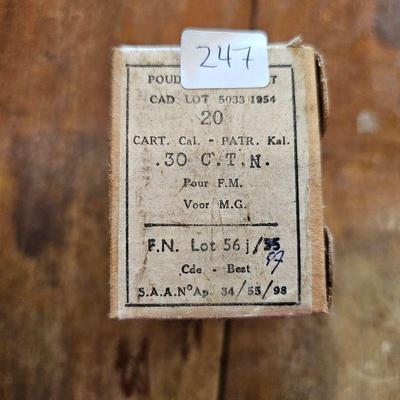 247
CAD LOT 5033 1954
20
CART. Cal. - PATR. Kal.
.30 C.T.N.
Pour F.M.
Voor M.G.
F.N. Lot 56 j/55
57
Cde - Best
S.A.A. Nº Ap. 34/55/98